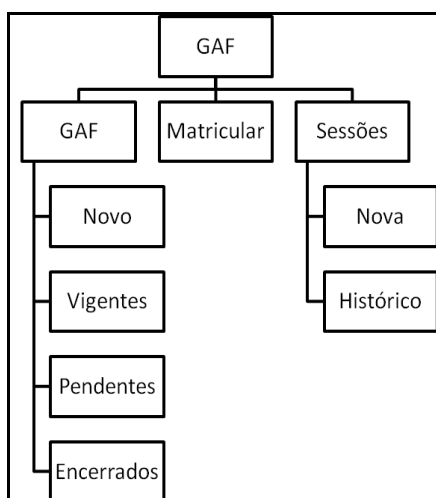 GAF
GAF
Matricular
Sessões
Novo
Nova
Vigentes
Histórico
Pendentes
Encerrados